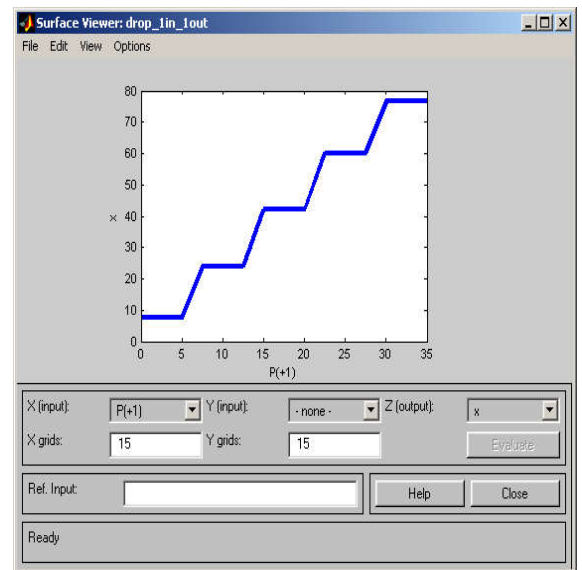 Surface Viewer: drop_1in_1out
File Edit View Options
80
70
60
50
40
30
20
10
0
x
0 5 10 15 20 25 30 35
P(+1)
X (input): P(+1) Y (input): - none - Z (output): x
X grids: 15 Y grids: 15 Evaluate
Ref. Input: Help Close
Ready